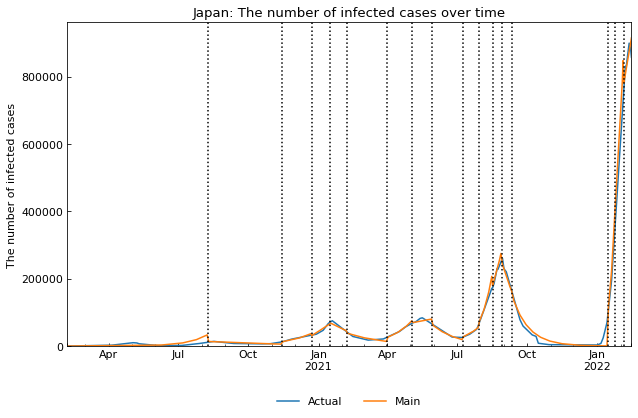 Japan: The number of infected cases over time
The number of infected cases
800000
600000
400000
200000
0
Apr Jul Oct Jan Apr Jul Oct Jan
2021 2022
Actual Main